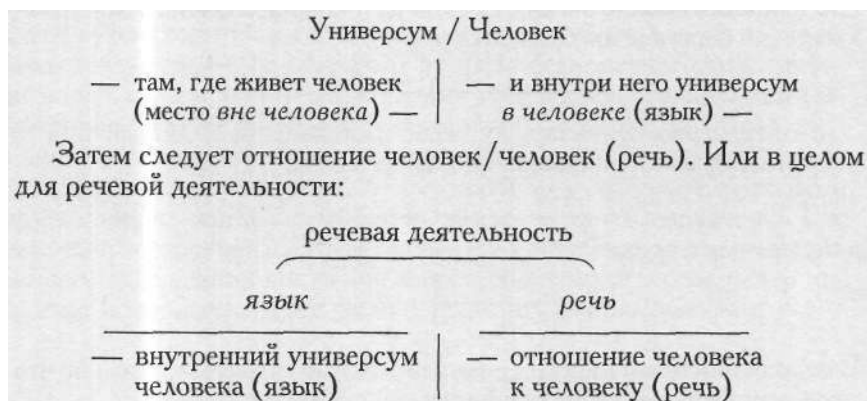 Универсум / Человек
— там, где живет человек | — и внутри него универсум
(место вне человека) — | в человеке (язык) —
Затем следует отношение человек/человек (речь). Или в целом
для речевой деятельности:
речевая деятельность
язык речь
— внутренний универсум | — отношение человека
человека (язык) | к человеку (речь)